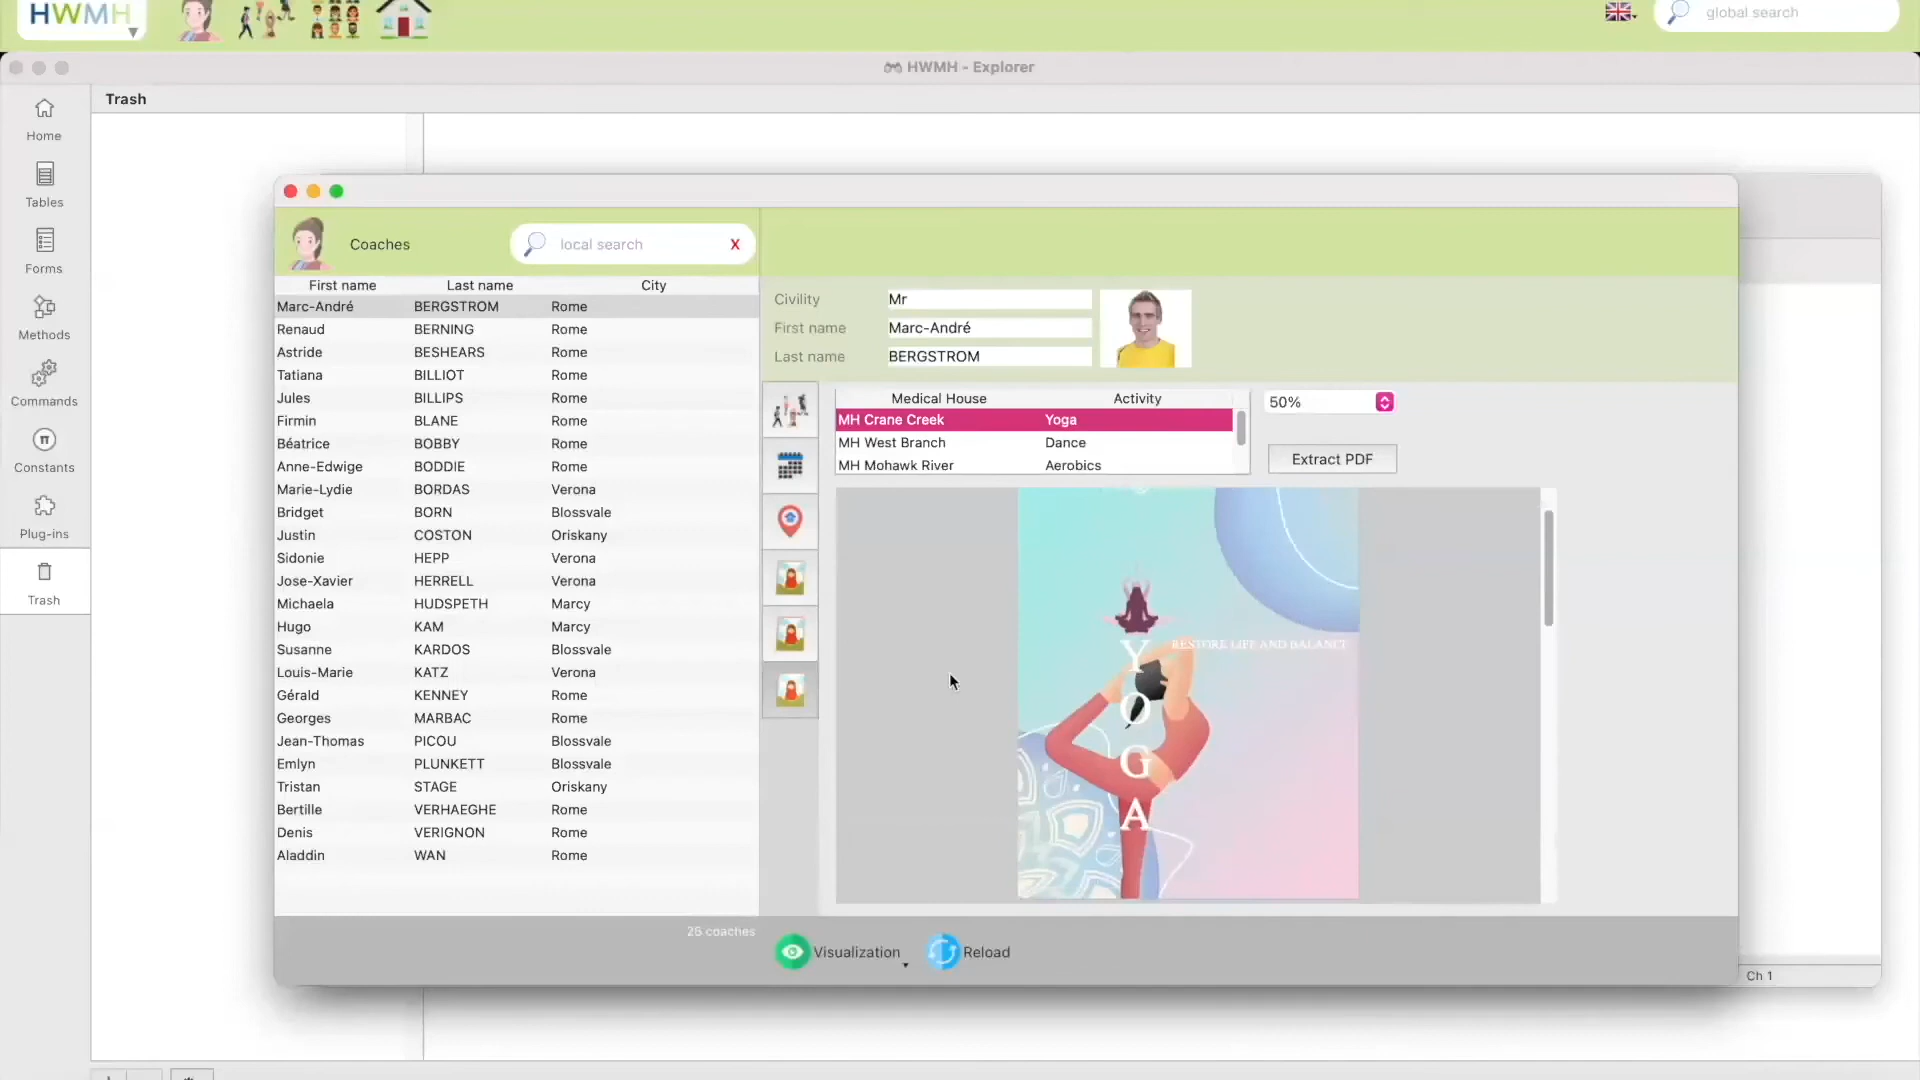 HWMH
global search
HWMH - Explorer
Trash
Home
Tables
Forms
Methods
Commands
Constants
Plug-ins
Trash
Coaches
local search
X
First name Last name City
Marc-André BERGSTROM Rome
Renaud BERNING Rome
Astride BESHEARS Rome
Tatiana BILLIOT Rome
Jules BILLIPS Rome
Firmin BLANE Rome
Béatrice BOBBY Rome
Anne-Edwige BODDIE Rome
Marie-Lydie BORDAS Verona
Bridget BORN Blossvale
Justin COSTON Oriskany
Sidonie HEPP Verona
Jose-Xavier HERRELL Verona
Michaela HUDSPETH Marcy
Hugo KAM Marcy
Susanne KARDOS Blossvale
Louis-Marie KATZ Verona
Gérald KENNEY Rome
Georges MARBAC Rome
Jean-Thomas PICOU Blossvale
Emlyn PLUNKETT Blossvale
Tristan STAGE Oriskany
Bertille VERHAEGHE Rome
Denis VERIGNON Rome
Aladdin WAN Rome
25 coaches
Civility Mr
First name Marc-André
Last name BERGSTROM
Medical House Activity
MH Crane Creek Yoga
MH West Branch Dance
MH Mohawk River Aerobics
50%
Extract PDF
RESTORE LIFE AND BALANCE
YOGA
Visualization
Reload
Ch 1